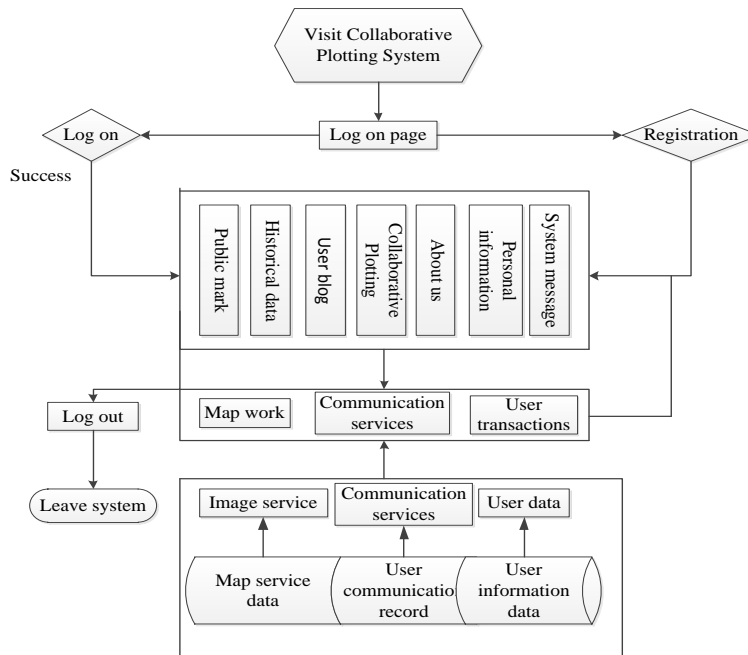 Visit Collaborative
Plotting System
Log on
Log on page
Registration
Success
Public mark
Historical data
User blog
Collaborative
Plotting
About us
Personal
information
System message
Log out
Map work
Communication
services
User
transactions
Leave system
Image service
Communication
services
User data
Map service
data
User
communication
record
User
information
data